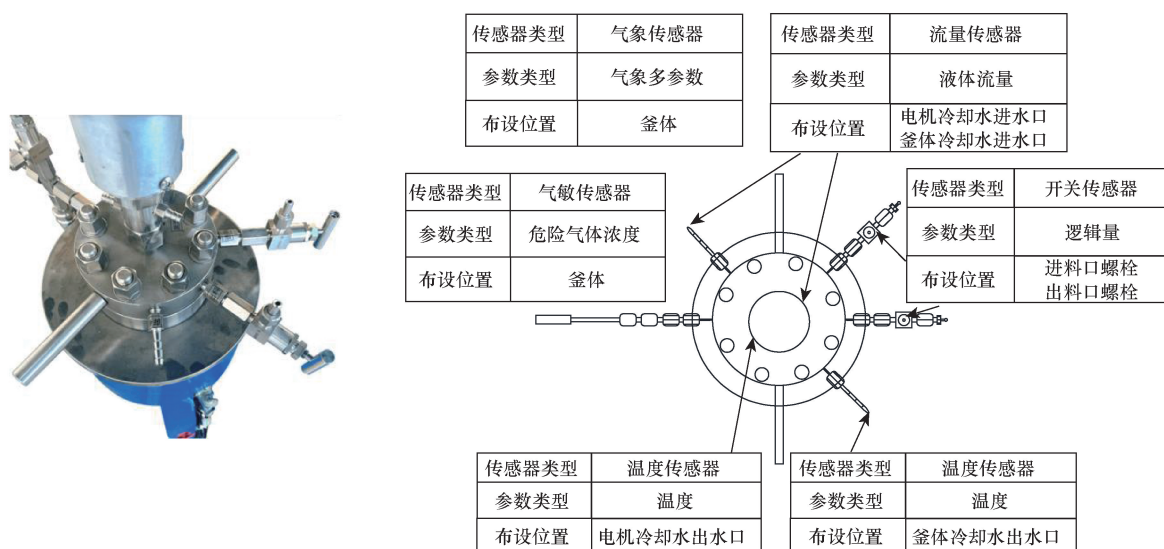 传感器类型 气象传感器
参数类型 气象多参数
布设位置 釜体
传感器类型 流量传感器
参数类型 液体流量
布设位置 电机冷却水进水口
釜体冷却水进水口
传感器类型 气敏传感器
参数类型 危险气体浓度
布设位置 釜体
传感器类型 开关传感器
参数类型 逻辑量
布设位置 进料口螺栓
出料口螺栓
传感器类型 温度传感器
参数类型 温度
布设位置 电机冷却水出水口
传感器类型 温度传感器
参数类型 温度
布设位置 釜体冷却水出水口